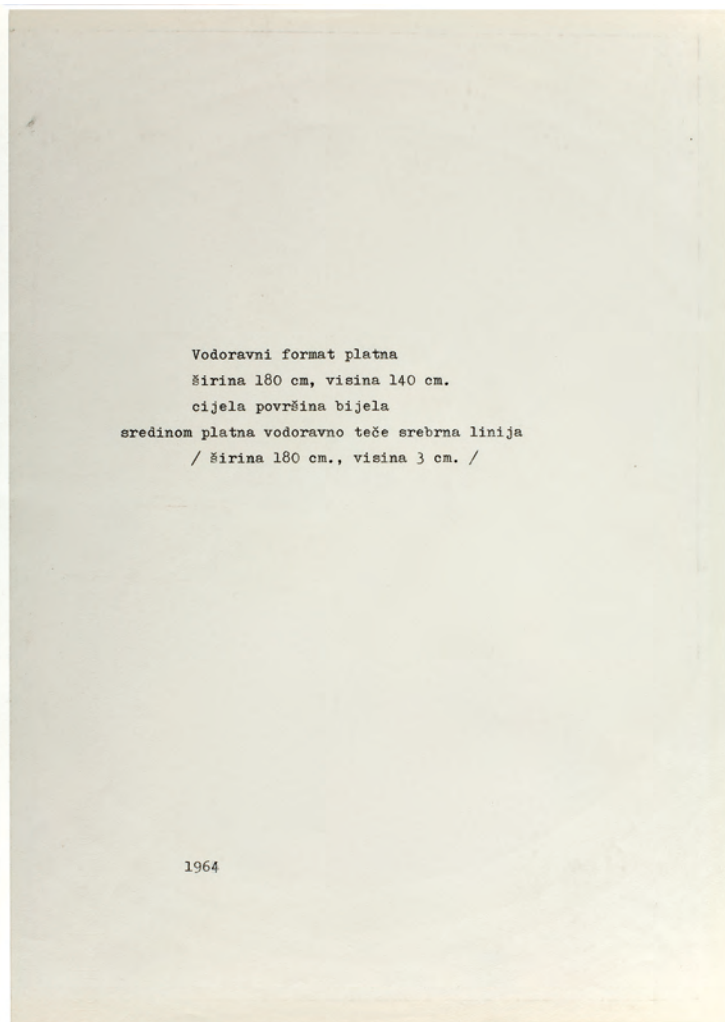 Vodoravni format platna
širina 180 cm, visina 140 cm.
cijela površina bijela
sredinom platna vodoravno teče srebrna linija
/ širina 180 cm., visina 3 cm. /
1964